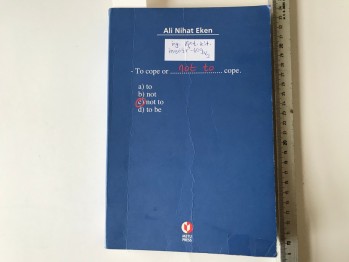 Ali Nihat Eken
- To cope or not to cope.
a) to
b) not
c) not to
d) to be